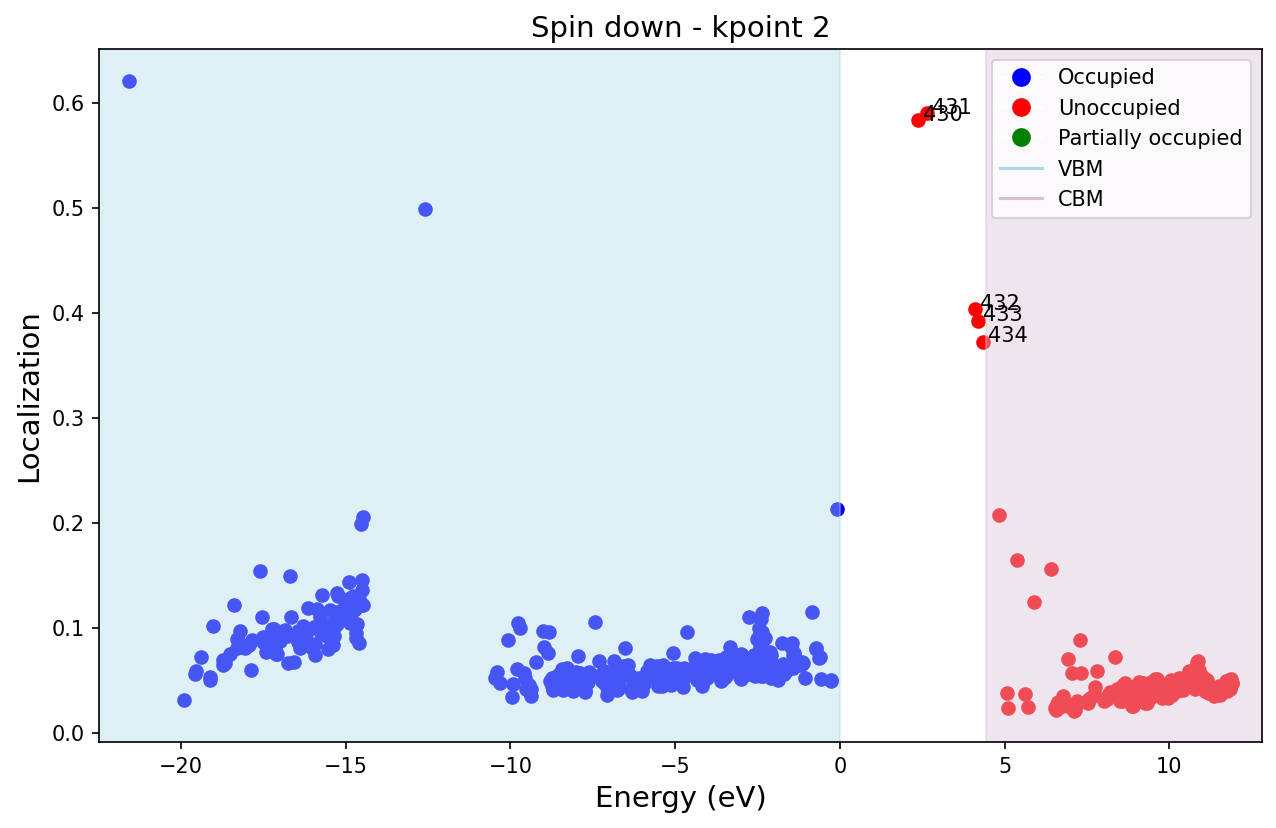 Spin down - kpoint 2
Localization
0.6
0.5
0.4
0.3
0.2
0.1
0.0
431
430
432
433
434
Occupied
Unoccupied
Partially occupied
VBM
CBM
−20
−15
−10
−5
0
5
10
Energy (eV)